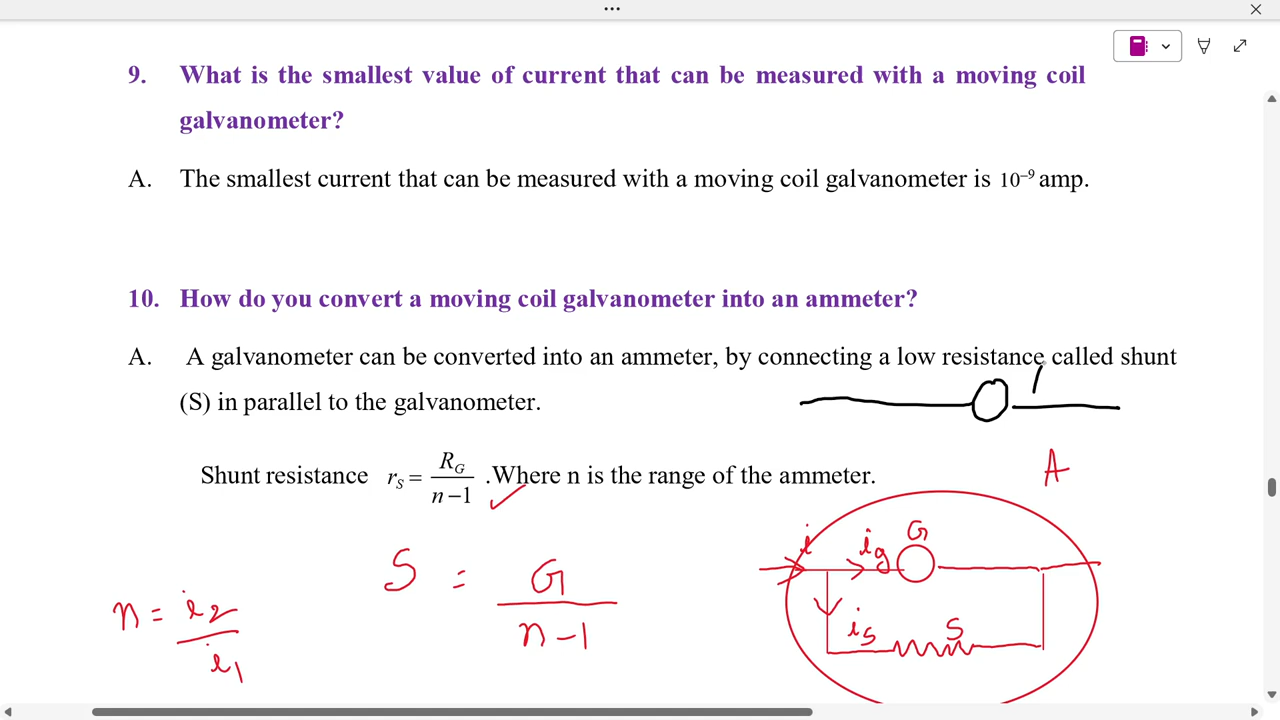 9. What is the smallest value of current that can be measured with a moving coil
galvanometer?
A. The smallest current that can be measured with a moving coil galvanometer is 10⁻⁹ amp.
10. How do you convert a moving coil galvanometer into an ammeter?
A. A galvanometer can be converted into an ammeter, by connecting a low resistance called shunt
(S) in parallel to the galvanometer.
Shunt resistance r_S = R_G / n−1 .Where n is the range of the ammeter.
A
i i_g G
S = G / n-1
n = i_2 / i_1
i_s S